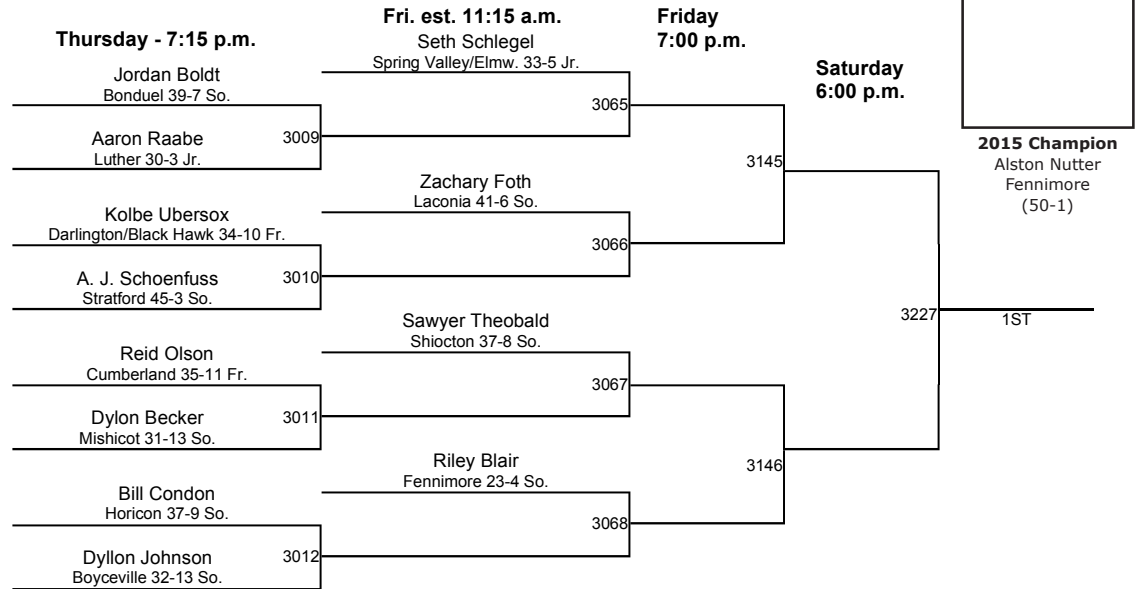 Thursday - 7:15 p.m.
Jordan Boldt
Bonduel 39-7 So.
3009
Aaron Raabe
Luther 30-3 Jr.
Kolbe Ubersox
Darlington/Black Hawk 34-10 Fr.
3010
A. J. Schoenfuss
Stratford 45-3 So.
Reid Olson
Cumberland 35-11 Fr.
3011
Dylon Becker
Mishicot 31-13 So.
Bill Condon
Horicon 37-9 So.
3012
Dyllon Johnson
Boyceville 32-13 So.
Fri. est. 11:15 a.m.
Seth Schlegel
Spring Valley/Elmw. 33-5 Jr.
3065
Zachary Foth
Laconia 41-6 So.
3066
Sawyer Theobald
Shiocton 37-8 So.
3067
Riley Blair
Fennimore 23-4 So.
3068
Friday
7:00 p.m.
3145
3146
Saturday
6:00 p.m.
3227
1ST
2015 Champion
Alston Nutter
Fennimore
(50-1)